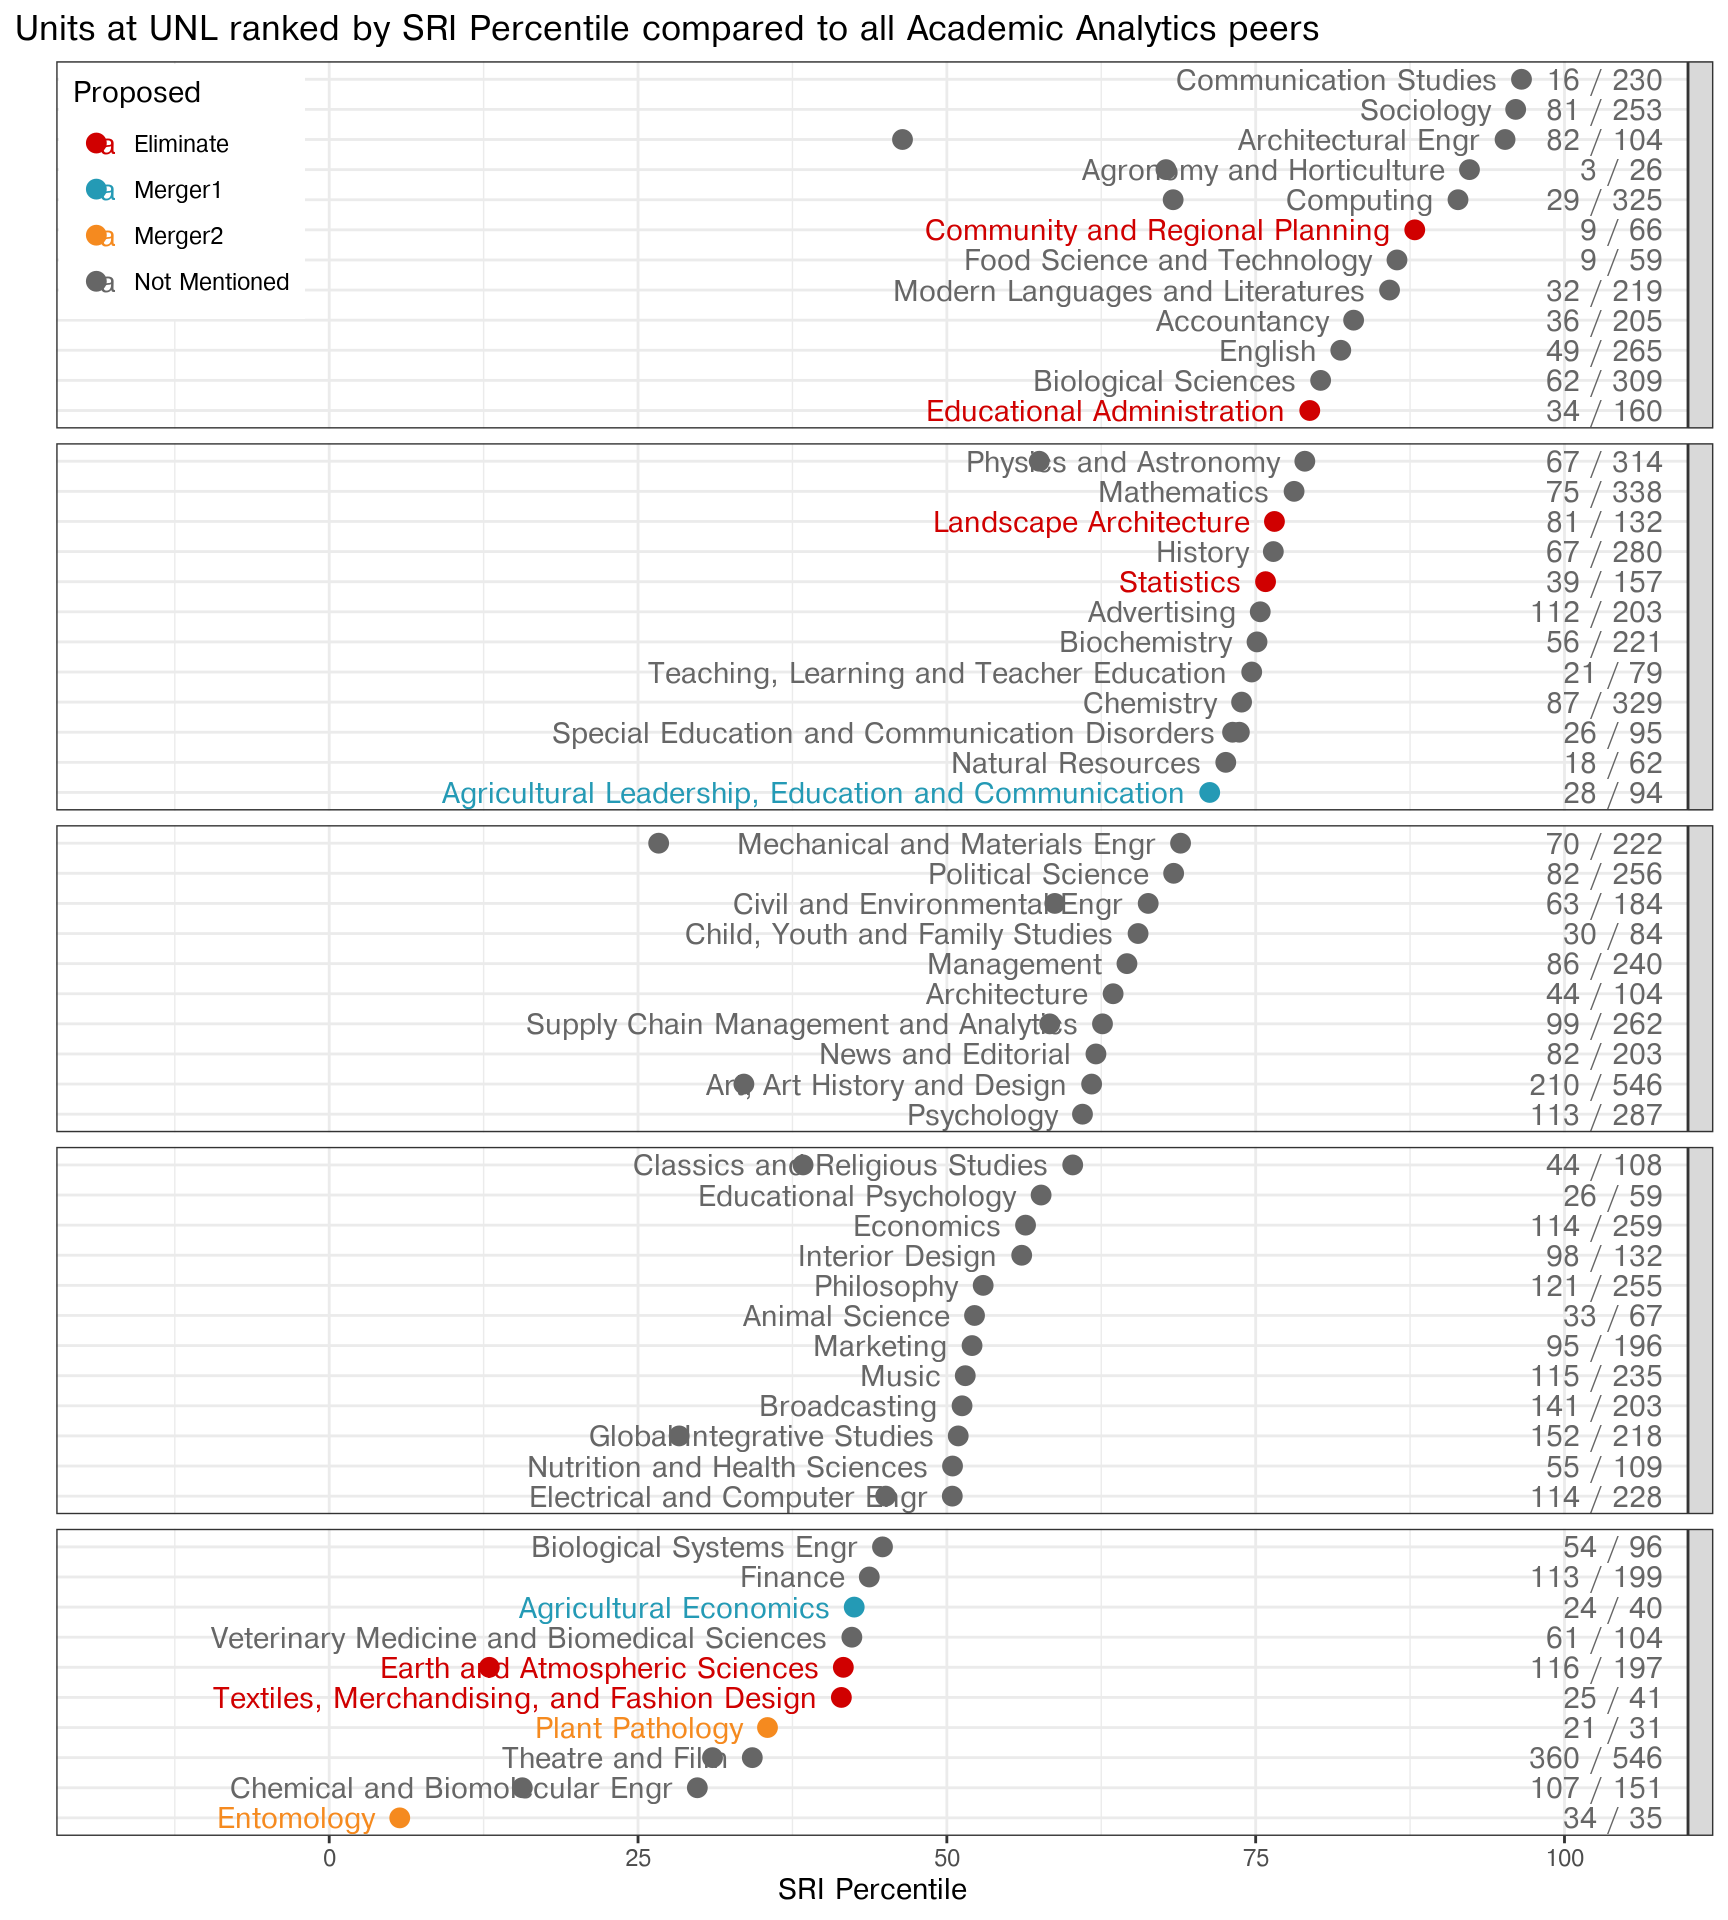 Units at UNL ranked by SRI Percentile compared to all Academic Analytics peers
Proposed
a Eliminate
a Merger1
a Merger2
a Not Mentioned
Communication Studies 16 / 230
Sociology 81 / 253
Architectural Engr 82 / 104
Agronomy and Horticulture 3 / 26
Computing 29 / 325
Community and Regional Planning 9 / 66
Food Science and Technology 9 / 59
Modern Languages and Literatures 32 / 219
Accountancy 36 / 205
English 49 / 265
Biological Sciences 62 / 309
Educational Administration 34 / 160
Physics and Astronomy 67 / 314
Mathematics 75 / 338
Landscape Architecture 81 / 132
History 67 / 280
Statistics 39 / 157
Advertising 112 / 203
Biochemistry 56 / 221
Teaching, Learning and Teacher Education 21 / 79
Chemistry 87 / 329
Special Education and Communication Disorders 26 / 95
Natural Resources 18 / 62
Agricultural Leadership, Education and Communication 28 / 94
Mechanical and Materials Engr 70 / 222
Political Science 82 / 256
Civil and Environmental Engr 63 / 184
Child, Youth and Family Studies 30 / 84
Management 86 / 240
Architecture 44 / 104
Supply Chain Management and Analytics 99 / 262
News and Editorial 82 / 203
Art, Art History and Design 210 / 546
Psychology 113 / 287
Classics and Religious Studies 44 / 108
Educational Psychology 26 / 59
Economics 114 / 259
Interior Design 98 / 132
Philosophy 121 / 255
Animal Science 33 / 67
Marketing 95 / 196
Music 115 / 235
Broadcasting 141 / 203
Global Integrative Studies 152 / 218
Nutrition and Health Sciences 55 / 109
Electrical and Computer Engr 114 / 228
Biological Systems Engr 54 / 96
Finance 113 / 199
Agricultural Economics 24 / 40
Veterinary Medicine and Biomedical Sciences 61 / 104
Earth and Atmospheric Sciences 116 / 197
Textiles, Merchandising, and Fashion Design 25 / 41
Plant Pathology 21 / 31
Theatre and Film 360 / 546
Chemical and Biomolecular Engr 107 / 151
Entomology 34 / 35
0 25 50 75 100
SRI Percentile